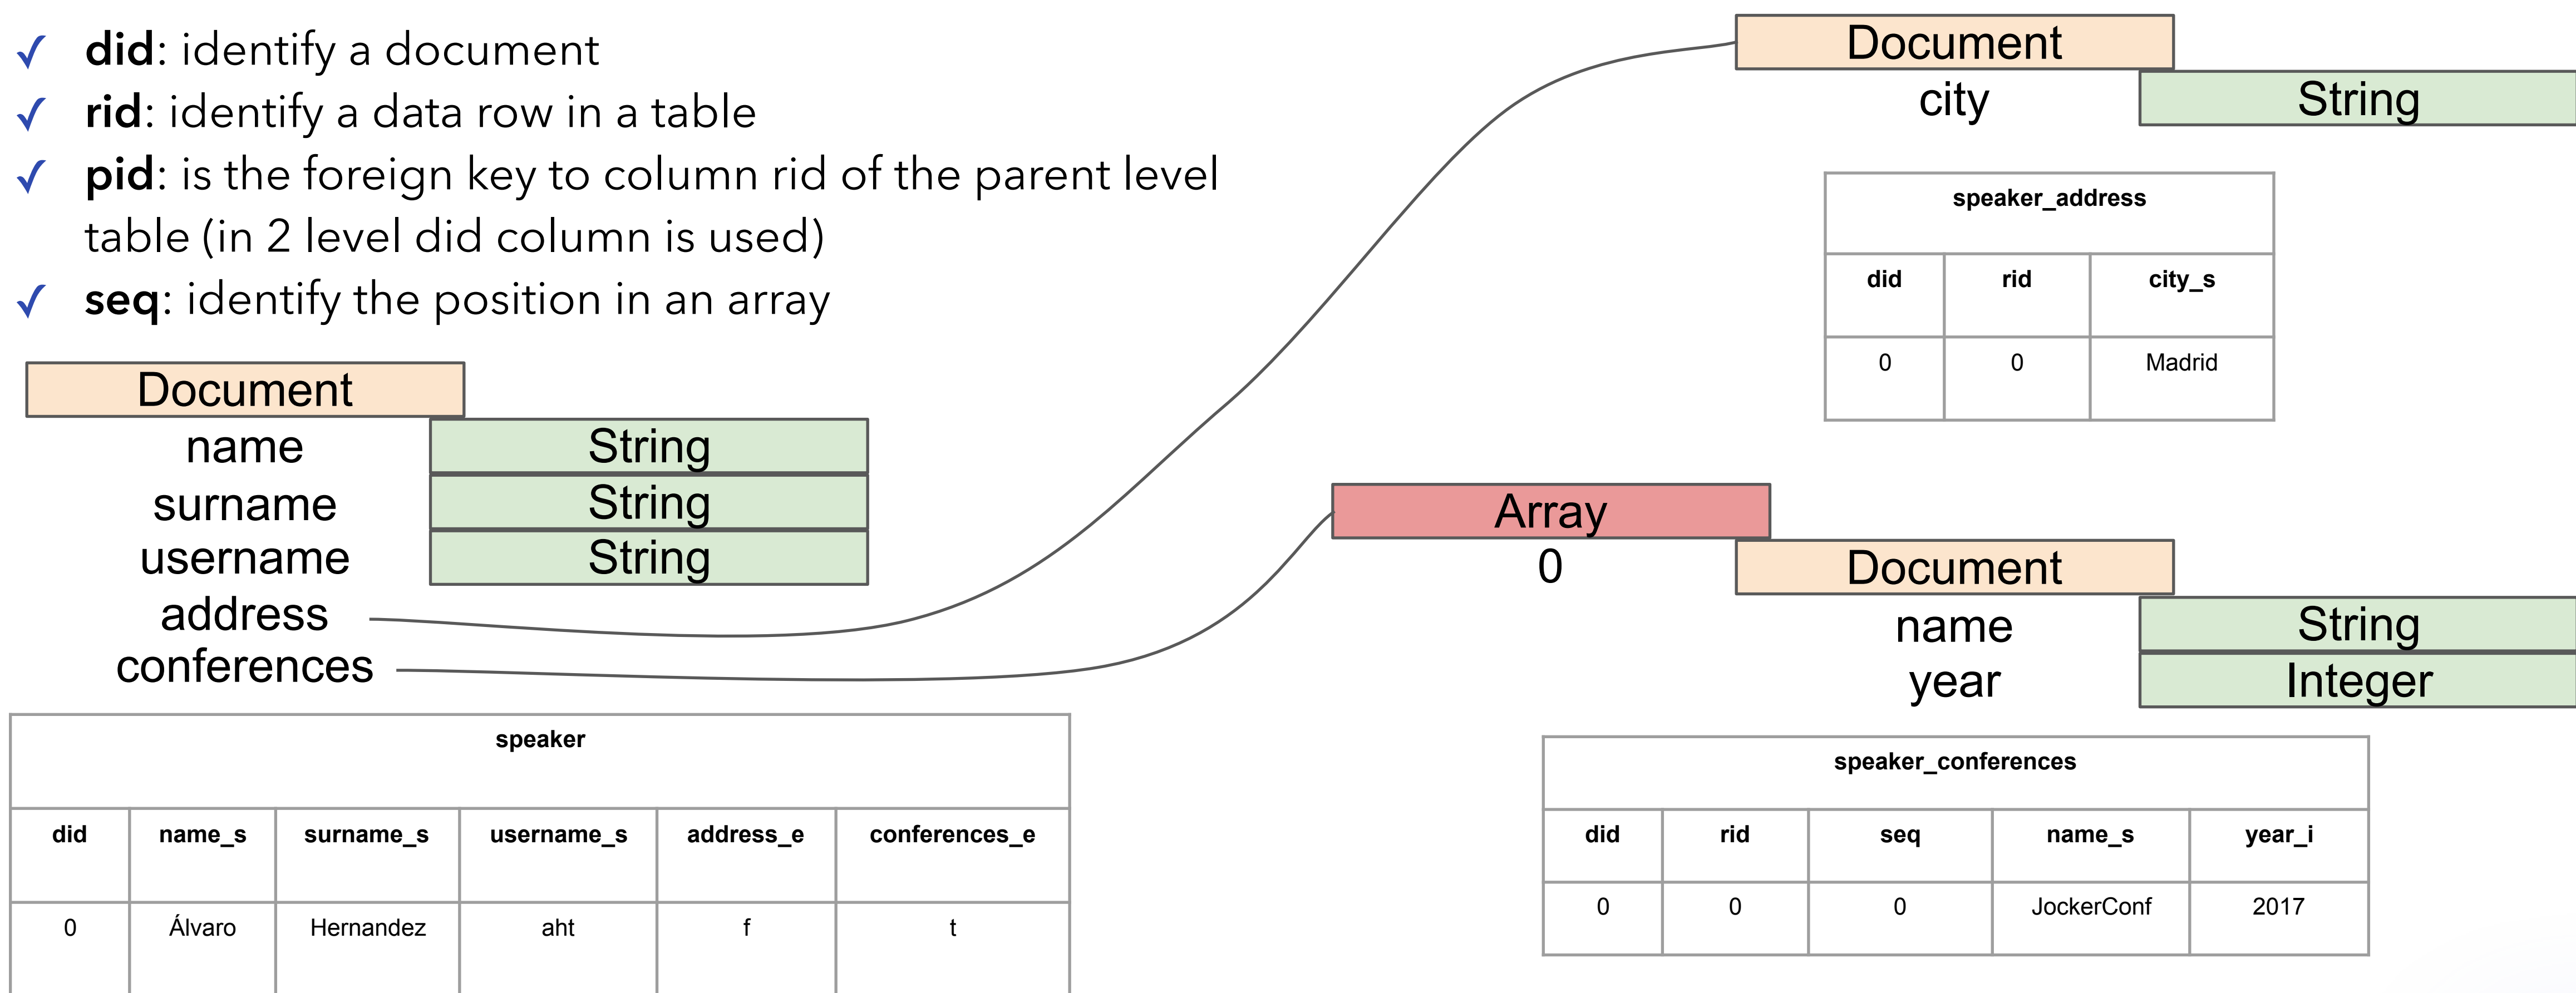 ✓ did: identify a document
✓ rid: identify a data row in a table
✓ pid: is the foreign key to column rid of the parent level
table (in 2 level did column is used)
✓ seq: identify the position in an array
Document
name String
surname String
username String
address
conferences
speaker
did name_s surname_s username_s address_e conferences_e
0 Álvaro Hernandez aht f t
Document
city String
speaker_address
did rid city_s
0 0 Madrid
Array
0 Document
name String
year Integer
speaker_conferences
did rid seq name_s year_i
0 0 0 JockerConf 2017